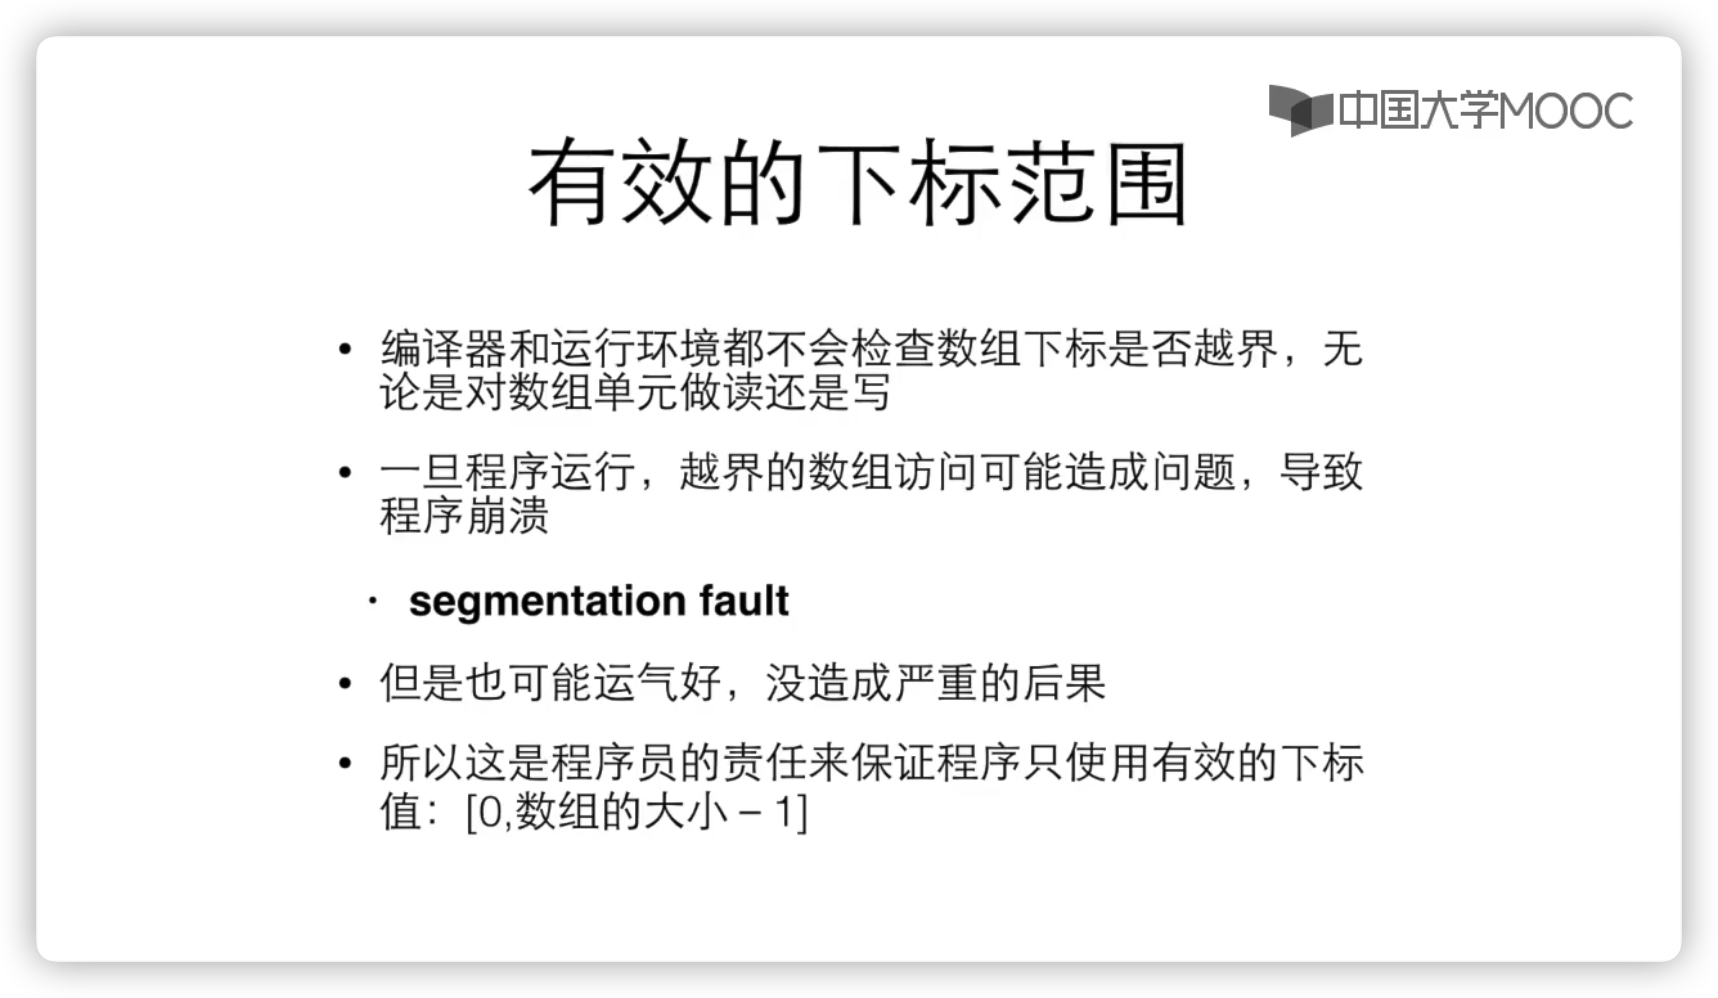 中国大学MOOC
有效的下标范围
• 编译器和运行环境都不会检查数组下标是否越界，无
论是对数组单元做读还是写
• 一旦程序运行，越界的数组访问可能造成问题，导致
程序崩溃
• segmentation fault
• 但是也可能运气好，没造成严重的后果
• 所以这是程序员的责任来保证程序只使用有效的下标
值：[0,数组的大小 – 1]